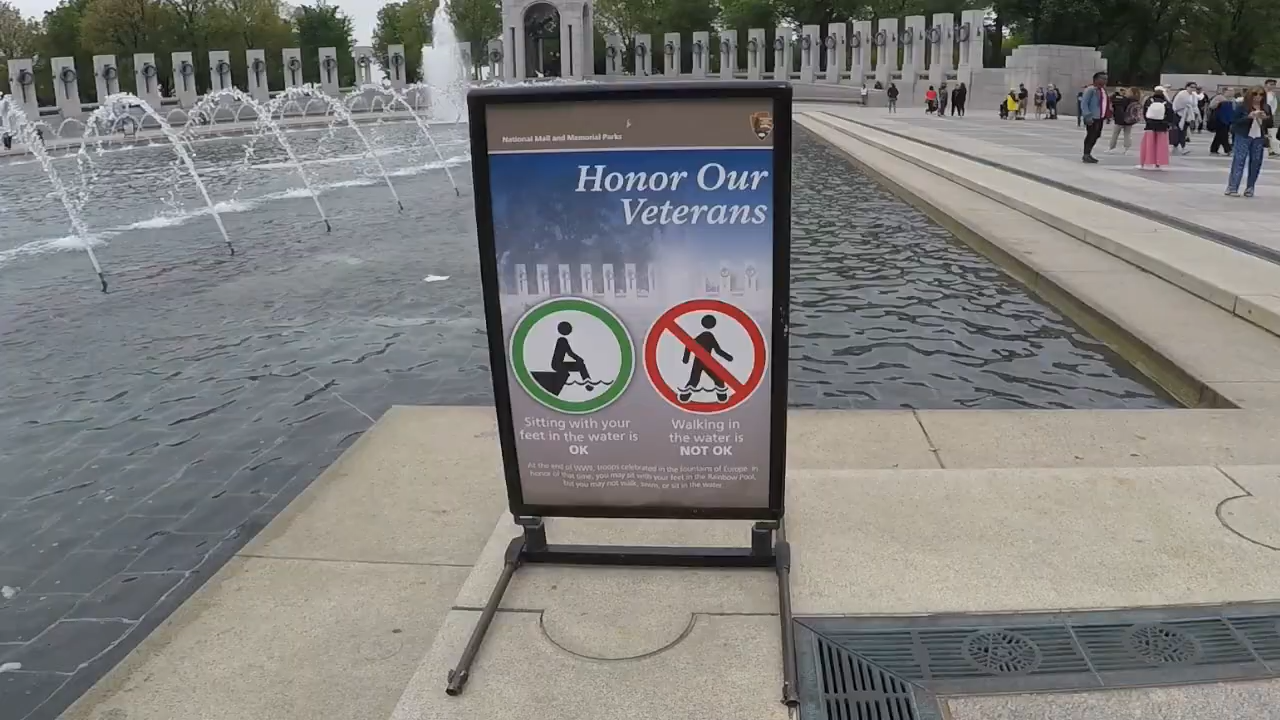 National Mall and Memorial Parks
Honor Our
Veterans
Sitting with your
feet in the water is
OK
Walking in
the water is
NOT OK
At the end of WWII, troops celebrated in the fountains of Europe. In
honor of that time, you may sit with your feet in the Rainbow Pool,
but you may not walk, swim, or sit in the water.